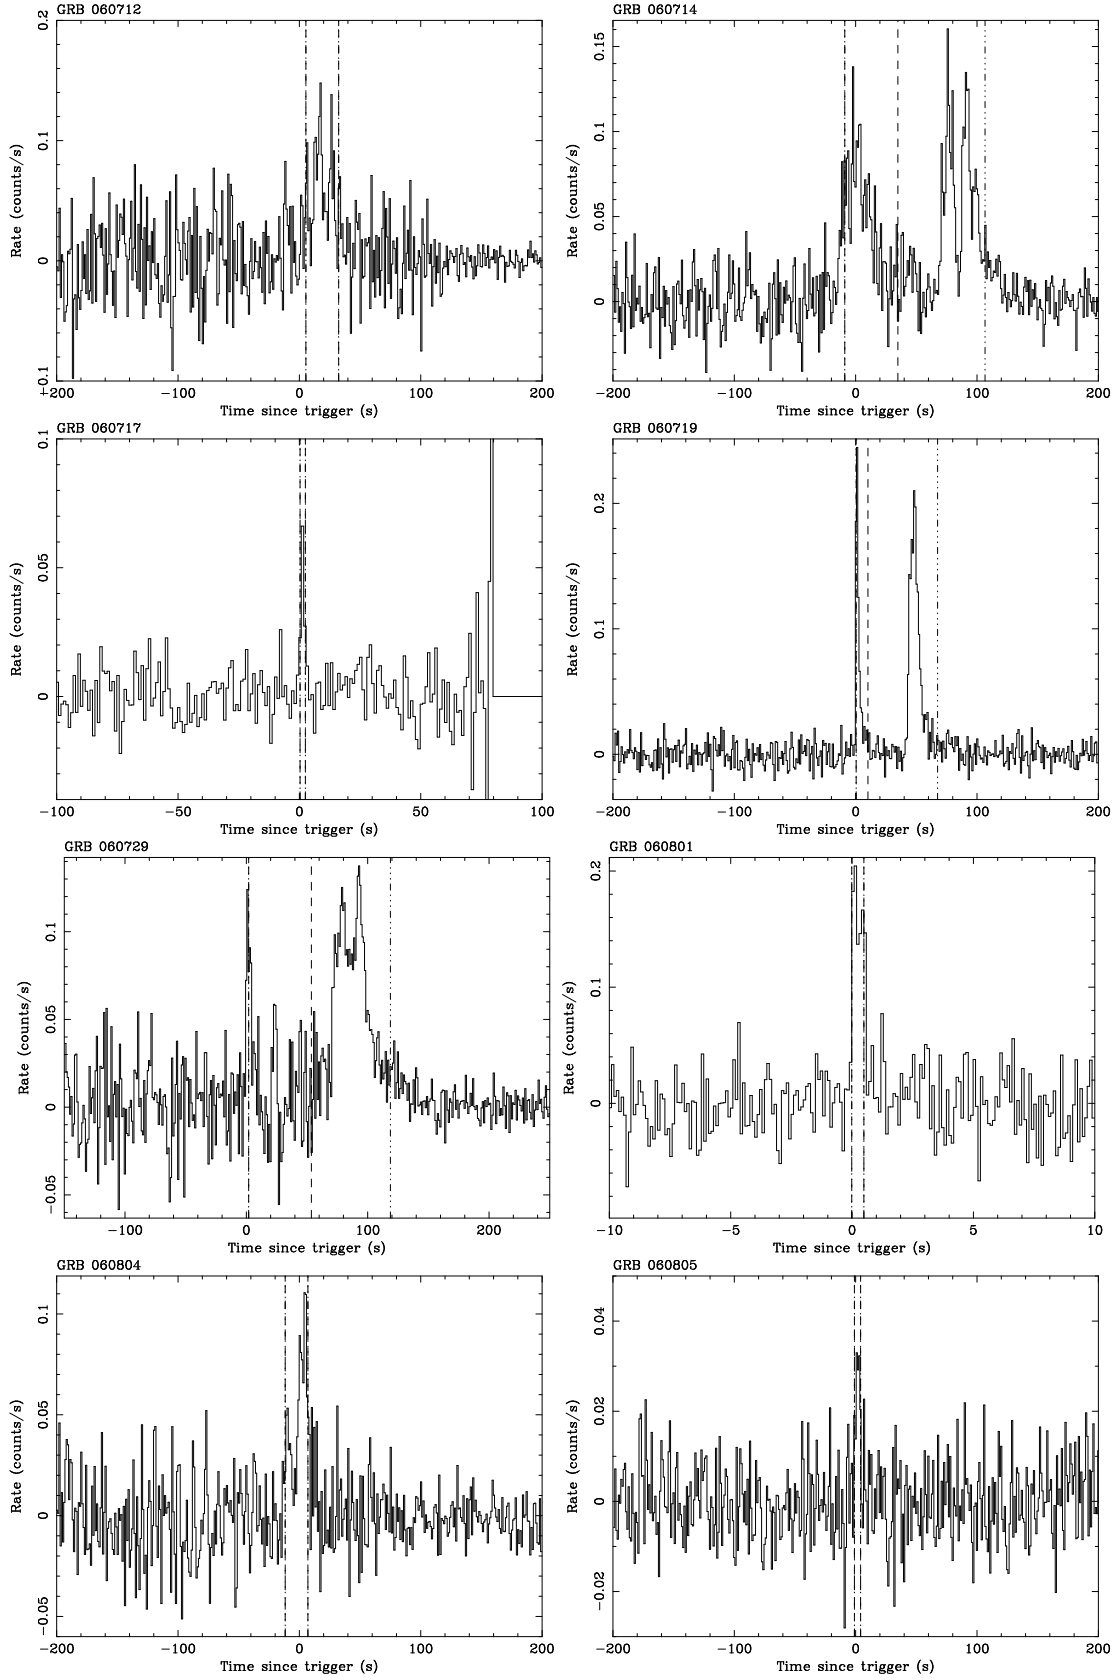 GRB 060712
0.2
0.1
0
−0.1
Rate (counts/s)
−200 −100 0 100 200
Time since trigger (s)
GRB 060714
0.15
0.1
0.05
0
Rate (counts/s)
−200 −100 0 100 200
Time since trigger (s)
GRB 060717
0.1
0.05
0
Rate (counts/s)
−100 −50 0 50 100
Time since trigger (s)
GRB 060719
0.2
0.1
0
Rate (counts/s)
−200 −100 0 100 200
Time since trigger (s)
GRB 060729
0.1
0.05
0
−0.05
Rate (counts/s)
−100 0 100 200
Time since trigger (s)
GRB 060801
0.2
0.1
0
Rate (counts/s)
−10 −5 0 5 10
Time since trigger (s)
GRB 060804
0.1
0.05
0
−0.05
Rate (counts/s)
−200 −100 0 100 200
Time since trigger (s)
GRB 060805
0.04
0.02
0
−0.02
Rate (counts/s)
−200 −100 0 100 200
Time since trigger (s)